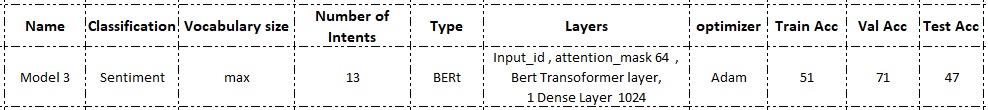 Name Classification Vocabulary size Number of Intents Type Layers optimizer Train Acc Val Acc Test Acc
Model 3 Sentiment max 13 BERt Input_id , attention_mask 64 ,
Bert Transoformer layer,
1 Dense Layer 1024 Adam 51 71 47